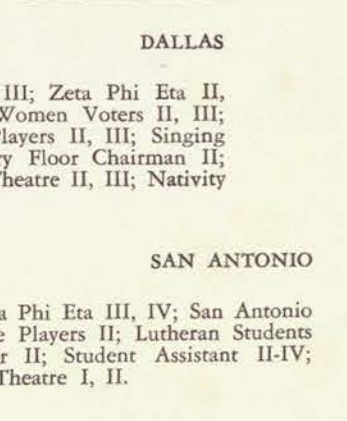 DALLAS
III; Zeta Phi Eta II,
Women Voters II, III;
Players II, III; Singing
Floor Chairman II;
Theatre II, III; Nativity
SAN ANTONIO
Phi Eta III, IV; San Antonio
Players II; Lutheran Students
II; Student Assistant II-IV;
Theatre I, II.